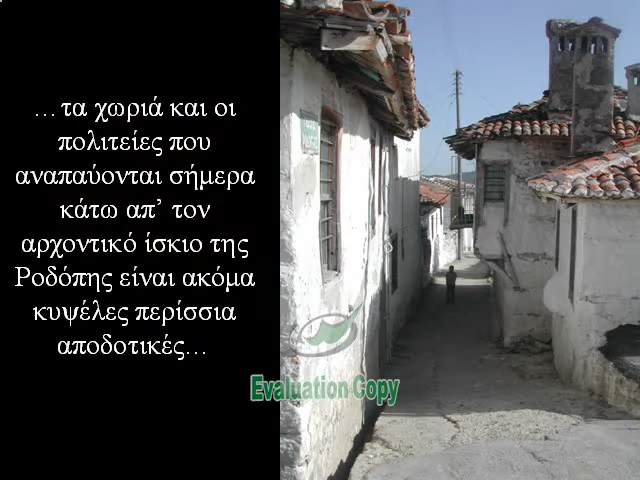 …τα χωριά και οι
πολιτείες που
αναπαύονται σήμερα
κάτω απ’ τον
αρχοντικό ίσκιο της
Ροδόπης είναι ακόμα
κυψέλες περίσσια
αποδοτικές…
Evaluation Copy